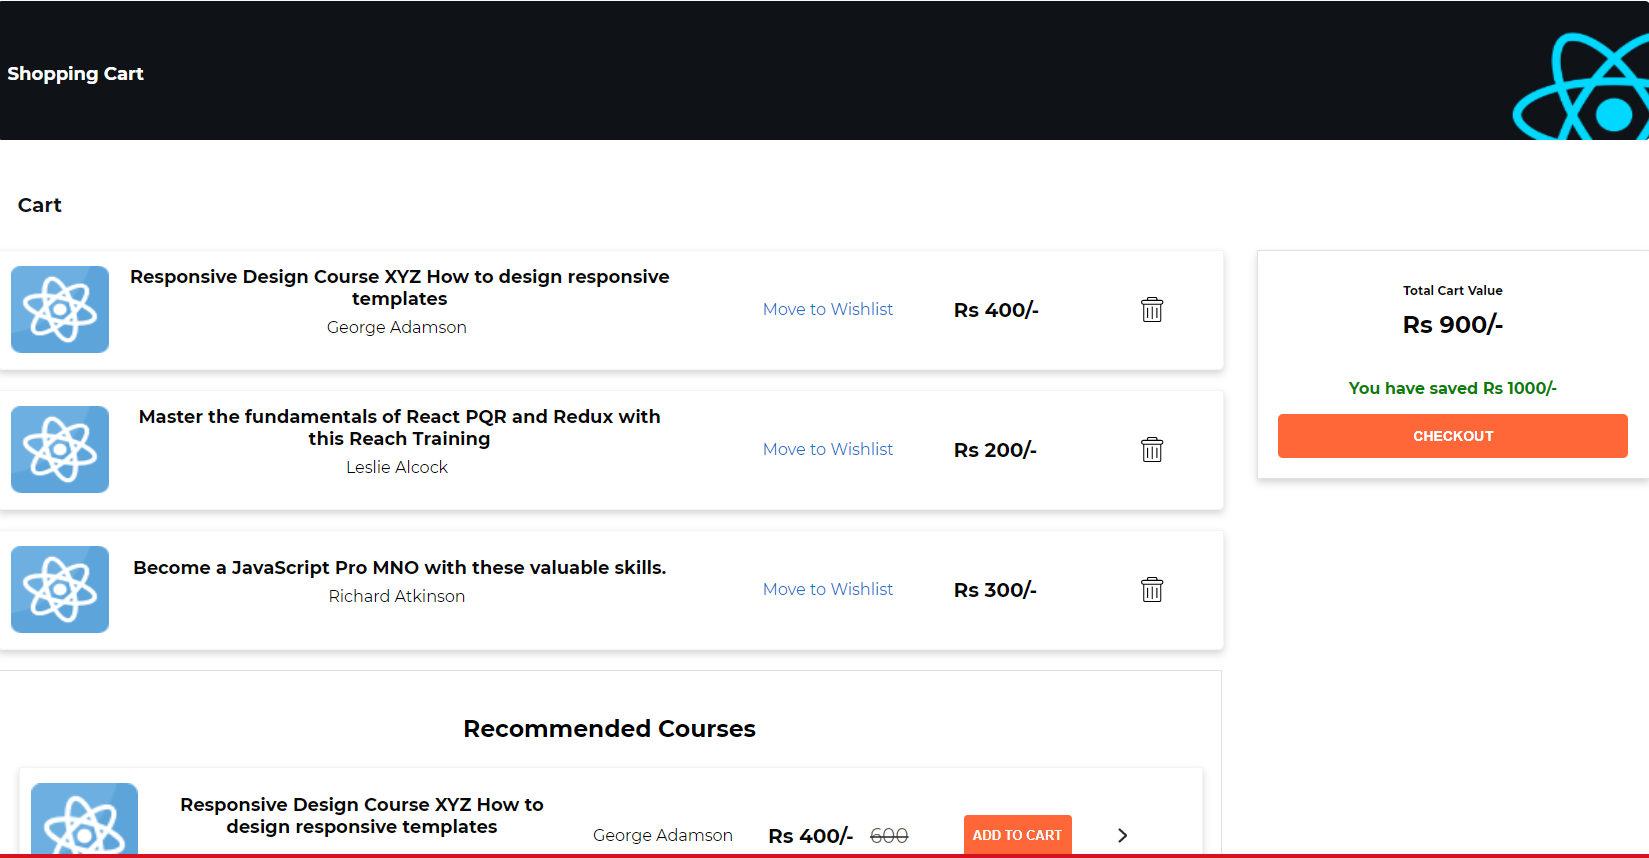 Shopping Cart
Cart
Responsive Design Course XYZ How to design responsive
templates
George Adamson
Move to Wishlist
Rs 400/-
Master the fundamentals of React PQR and Redux with
this Reach Training
Leslie Alcock
Move to Wishlist
Rs 200/-
Become a JavaScript Pro MNO with these valuable skills.
Richard Atkinson
Move to Wishlist
Rs 300/-
Total Cart Value
Rs 900/-
You have saved Rs 1000/-
CHECKOUT
Recommended Courses
Responsive Design Course XYZ How to
design responsive templates
George Adamson
Rs 400/- 600
ADD TO CART